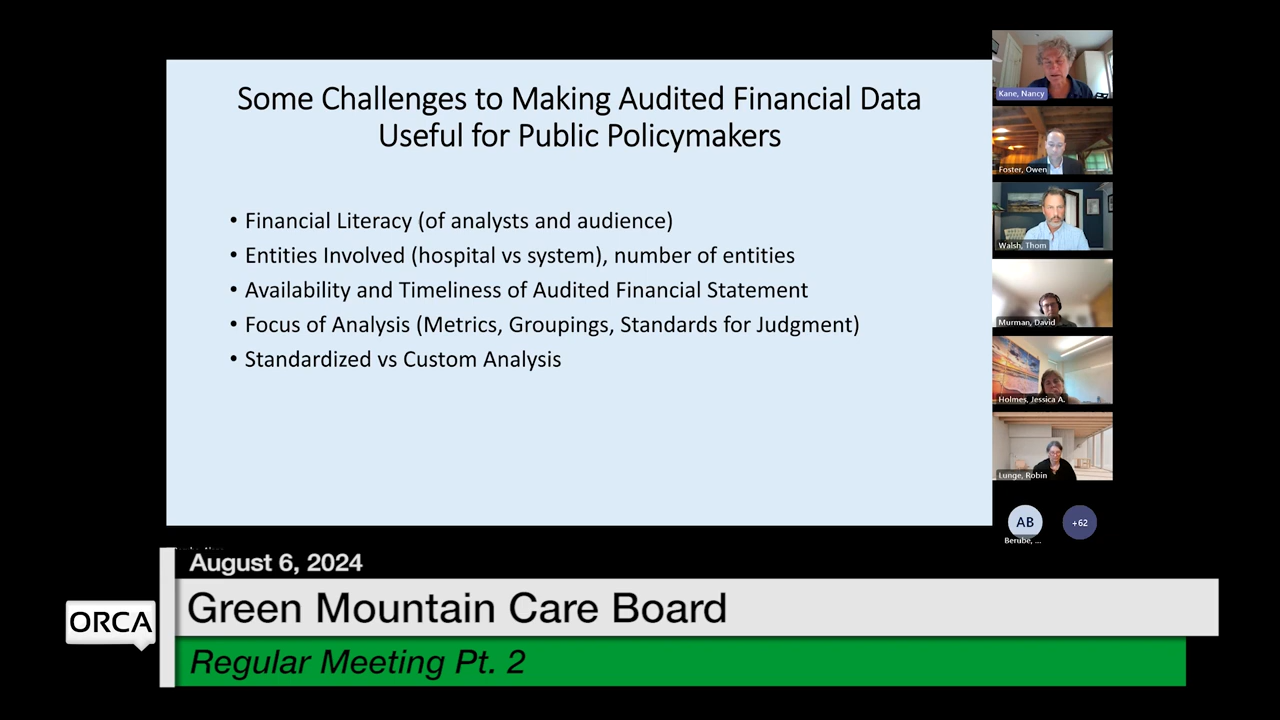 Some Challenges to Making Audited Financial Data
Useful for Public Policymakers
• Financial Literacy (of analysts and audience)
• Entities Involved (hospital vs system), number of entities
• Availability and Timeliness of Audited Financial Statement
• Focus of Analysis (Metrics, Groupings, Standards for Judgment)
• Standardized vs Custom Analysis
Kane, Nancy
Foster, Owen
Walsh, Thom
Murman, David
Holmes, Jessica A.
Lunge, Robin
AB
+62
Berube, ...
August 6, 2024
ORCA
Green Mountain Care Board
Regular Meeting Pt. 2